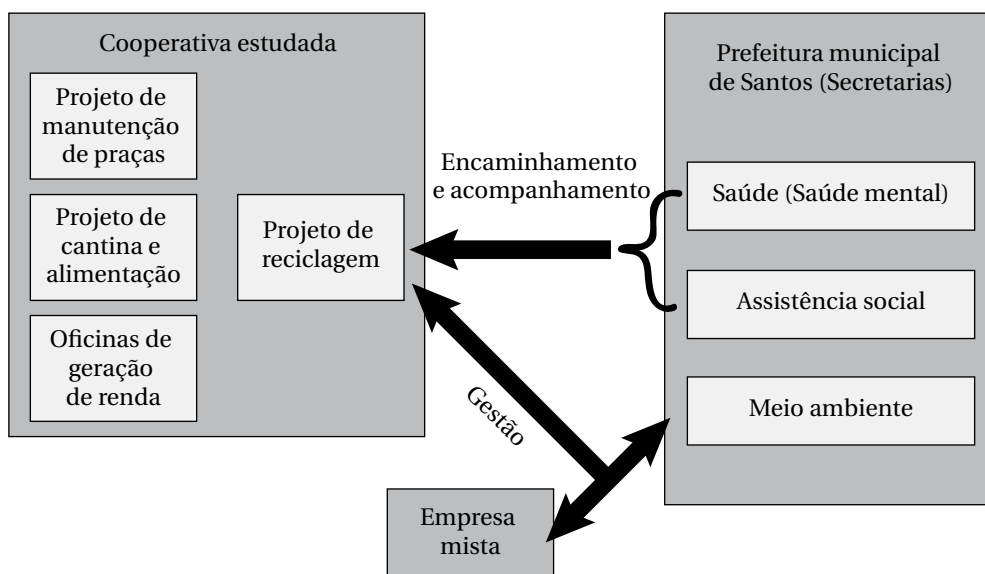 Cooperativa estudada
Projeto de
manutenção
de praças
Projeto de
cantina e
alimentação
Oficinas de
geração
de renda
Projeto de
reciclagem
Encaminhamento
e acompanhamento
Gestão
Empresa
mista
Prefeitura municipal
de Santos (Secretarias)
Saúde (Saúde mental)
Assistência social
Meio ambiente